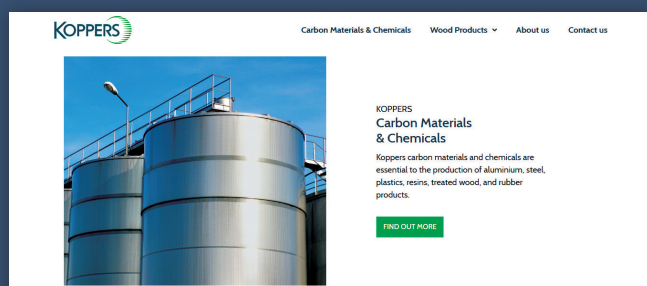 KOPPERS
Carbon Materials & Chemicals Wood Products About us Contact us
KOPPERS
Carbon Materials
& Chemicals
Koppers carbon materials and chemicals are
essential to the production of aluminium, steel,
plastics, resins, treated wood, and rubber
products.
FIND OUT MORE